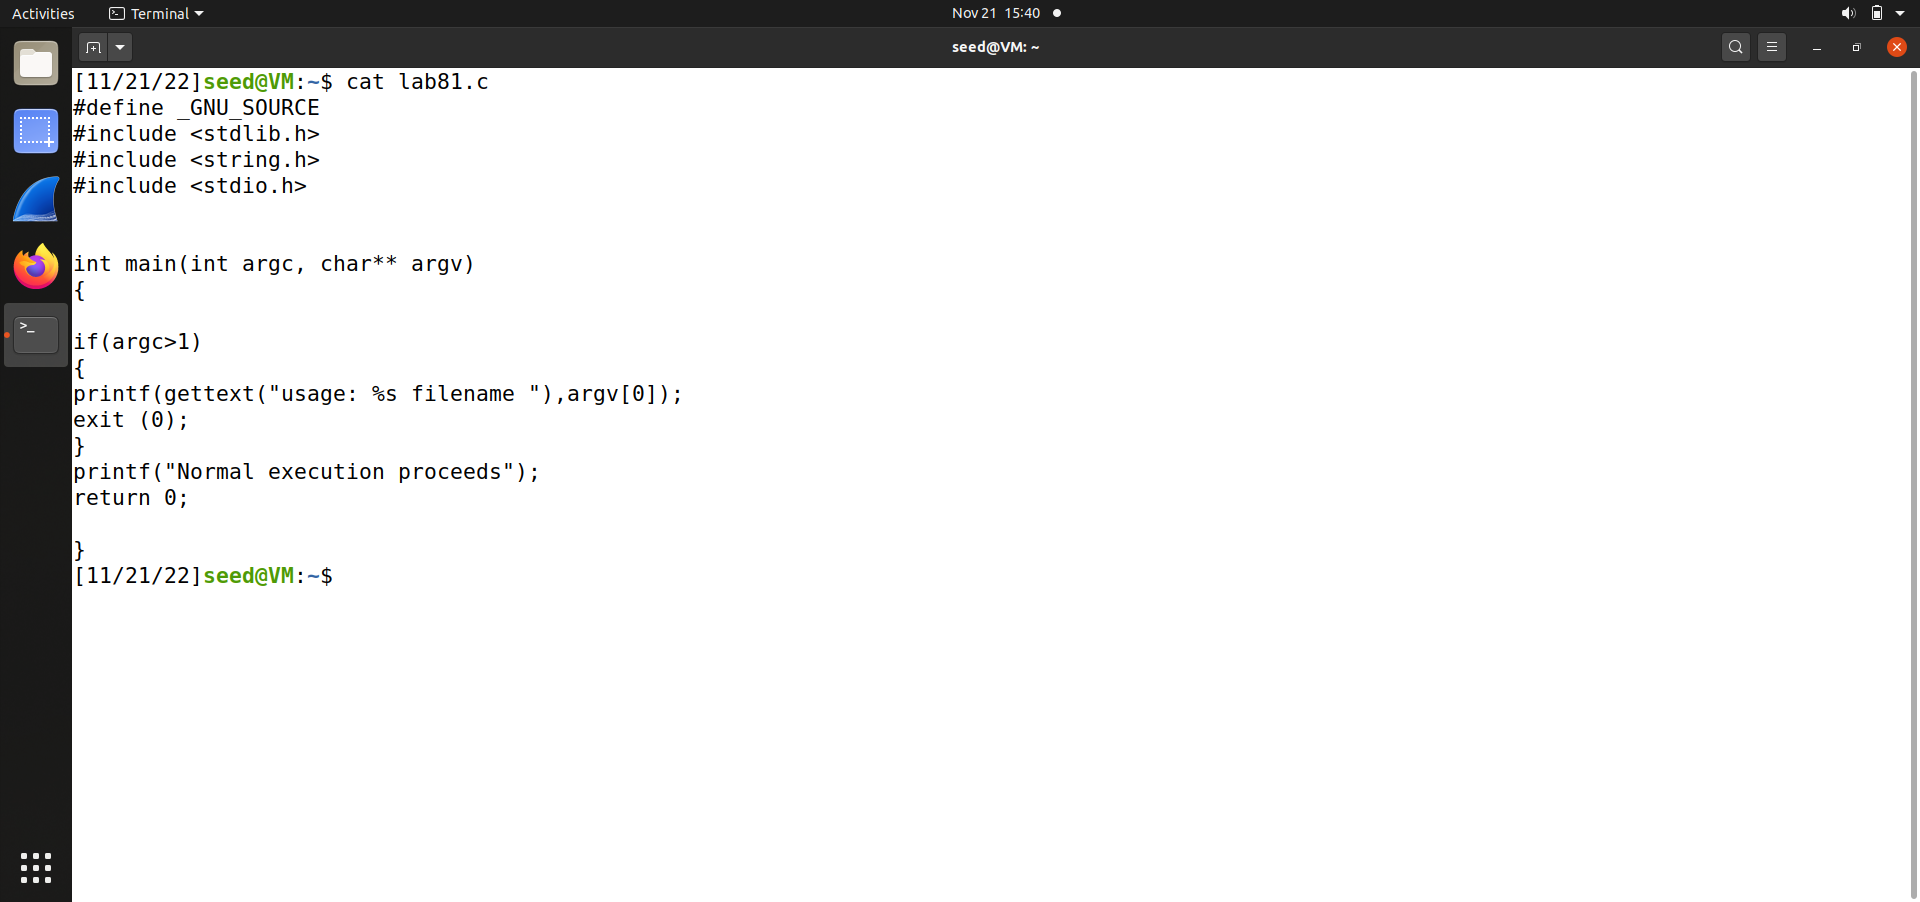 Activities Terminal Nov 21 15:40
seed@VM: ~
[11/21/22]seed@VM:~$ cat lab81.c
#define _GNU_SOURCE
#include <stdlib.h>
#include <string.h>
#include <stdio.h>
int main(int argc, char** argv)
{
if(argc>1)
{
printf(gettext("usage: %s filename "),argv[0]);
exit (0);
}
printf("Normal execution proceeds");
return 0;
}
[11/21/22]seed@VM:~$